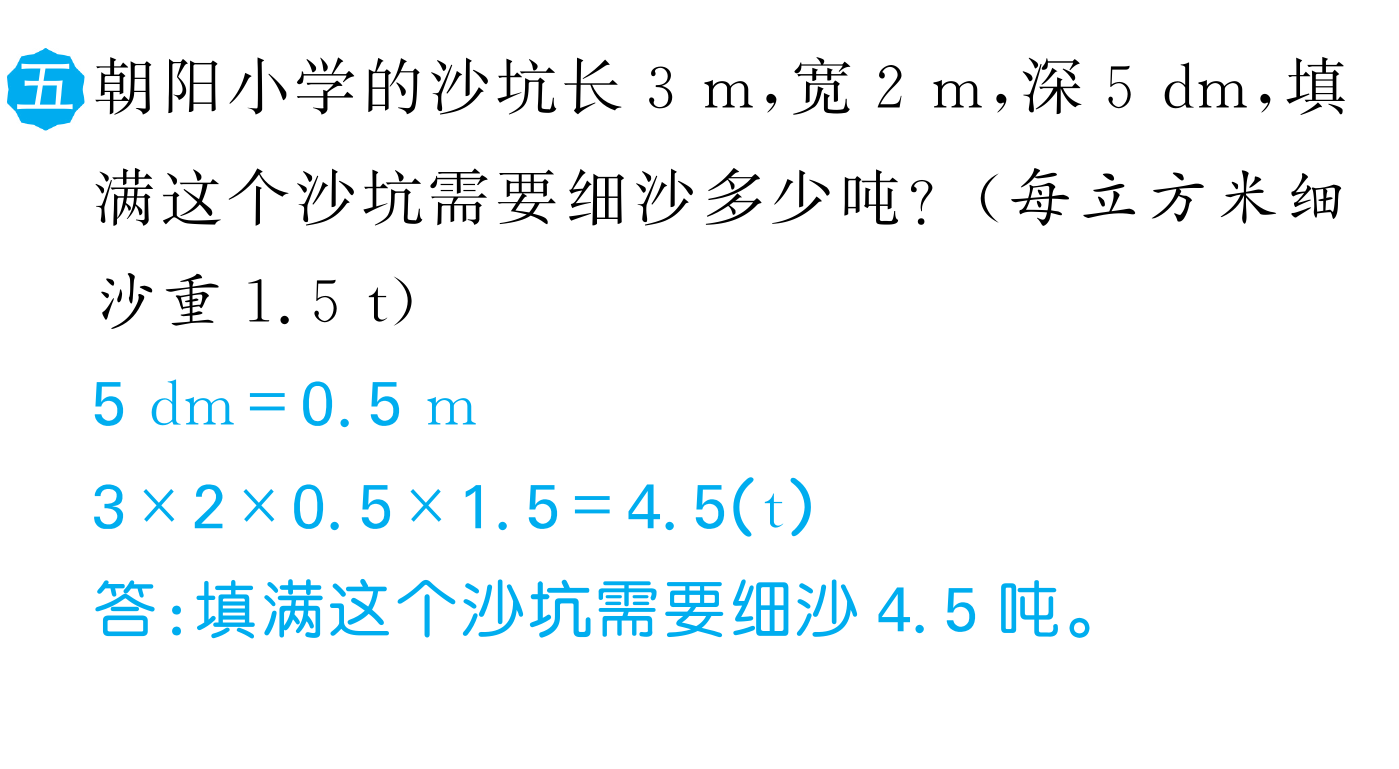 五 朝阳小学的沙坑长 3 m,宽 2 m,深 5 dm,填
满这个沙坑需要细沙多少吨?(每立方米细
沙重 1.5 t)
5 dm=0.5 m
3×2×0.5×1.5=4.5(t)
答:填满这个沙坑需要细沙 4.5 吨。